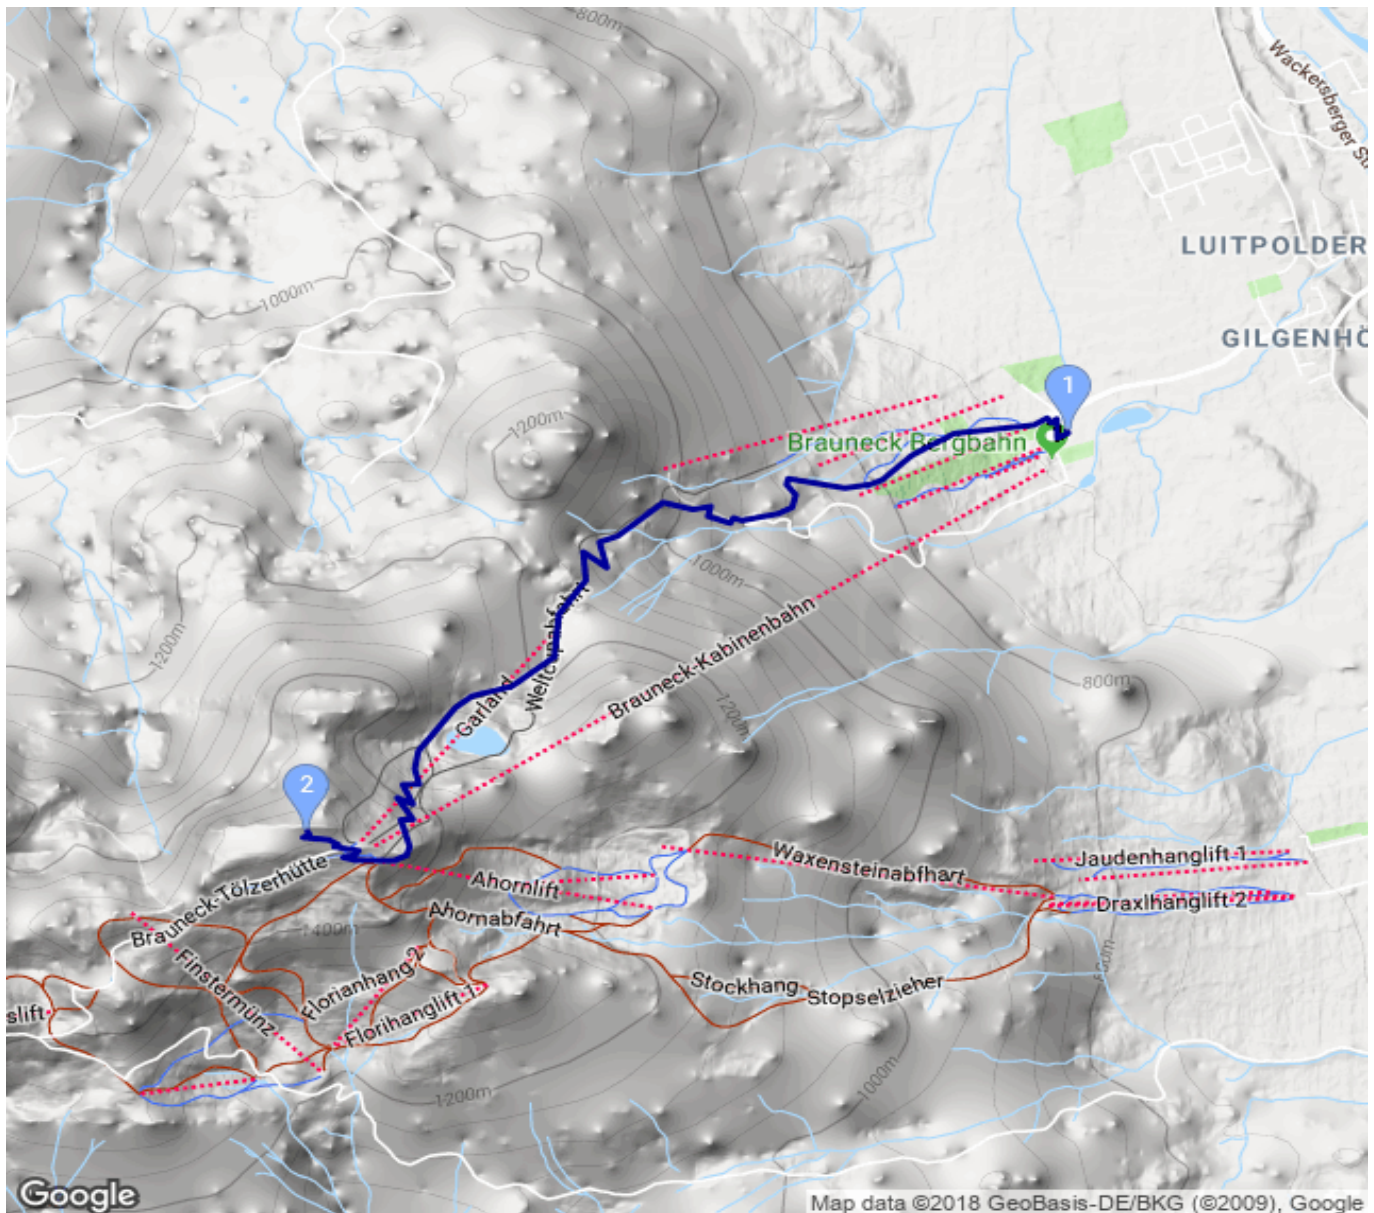 800m
Wackersberger St
LUITPOLDER
1000m
GILGENHÖ
1
1200m
Brauneck Bergbahn
1000m
Weltcupabfahrt
Brauneck-Kabinenbahn
1200m
Garland
800m
1200m
2
Waxensteinabfhart
Jaudenhanglift 1
Brauneck-Tölzerhütte
Ahornlift
Draxlhanglift 2
Ahornabfahrt
1400m
Finstermünz
Florianhang 2
Stockhang
Stopselzieher
800m
slift
Florihanglift 1
1200m
1000m
Google
Map data ©2018 GeoBasis-DE/BKG (©2009), Google